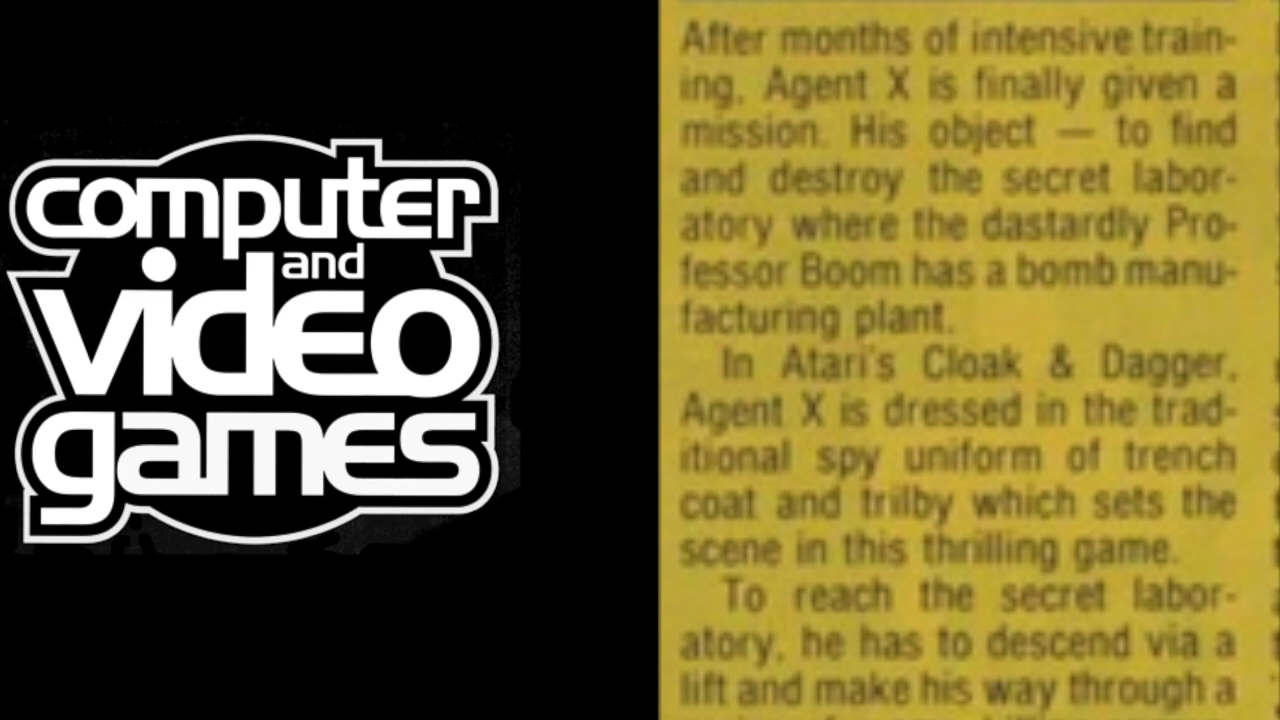 computer
and
video
games
After months of intensive train-
ing, Agent X is finally given a
mission. His object — to find
and destroy the secret labor-
atory where the dastardly Pro-
fessor Boom has a bomb manu-
facturing plant.
In Atari's Cloak & Dagger,
Agent X is dressed in the trad-
itional spy uniform of trench
coat and trilby which sets the
scene in this thrilling game.
To reach the secret labor-
atory, he has to descend via a
lift and make his way through a